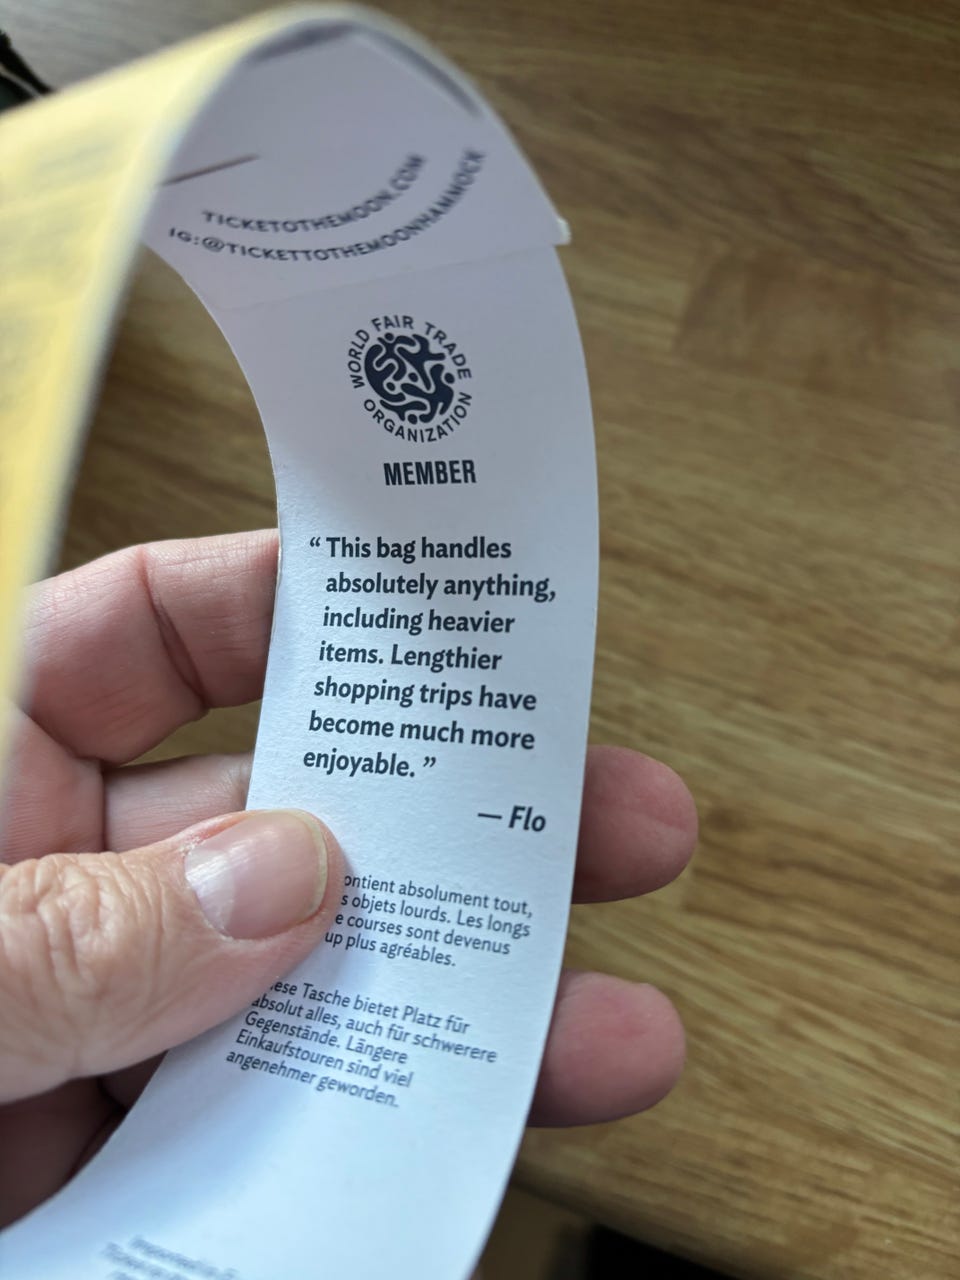 TICKETOTHEMOON.COM
IG:@TICKETTOTHEMOONHAMMOCK
WORLD FAIR TRADE
ORGANIZATION
MEMBER
“ This bag handles
absolutely anything,
including heavier
items. Lengthier
shopping trips have
become much more
enjoyable. ”
— Flo
ontient absolument tout,
s objets lourds. Les longs
e courses sont devenus
up plus agréables.
iese Tasche bietet Platz für
absolut alles, auch für schwerere
Gegenstände. Längere
Einkaufstouren sind viel
angenehmer geworden.